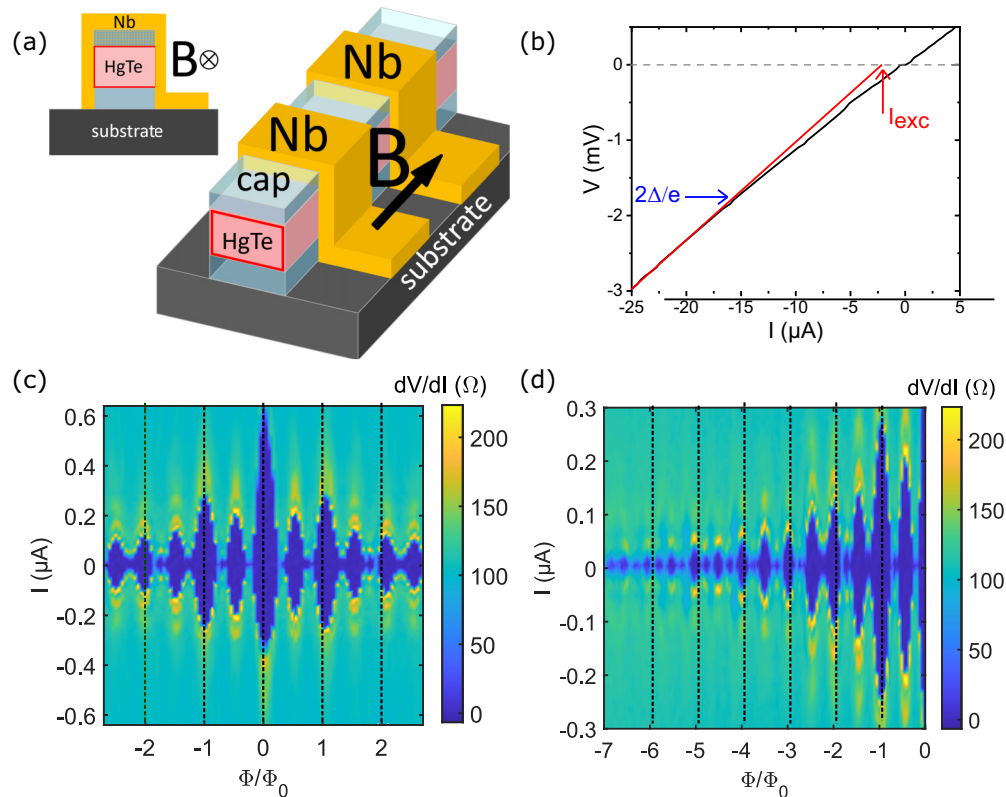 (a)
Nb
HgTe
B⊗
substrate
Nb
Nb
B
cap
HgTe
substrate
(b)
V (mV)
0
-1
-2
-3
Iexc
2Δ/e
-25 -20 -15 -10 -5 0 5
I (µA)
(c)
dV/dI (Ω)
I (µA)
0.6
0.4
0.2
0
-0.2
-0.4
-0.6
-2 -1 0 1 2
Φ/Φ0
200
150
100
50
0
(d)
dV/dI (Ω)
I (µA)
0.3
0.2
0.1
0
-0.1
-0.2
-0.3
-7 -6 -5 -4 -3 -2 -1 0
Φ/Φ0
200
150
100
50
0